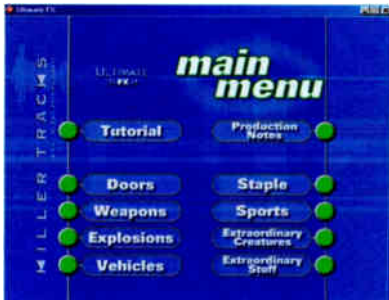 Ultimate FX
ULTIMATE
FX
main
menu
Tutorial
Production
Notes
Doors
Staple
Weapons
Sports
Explosions
Extraordinary
Creatures
Vehicles
Extraordinary
Stuff
ILLER TRACKS